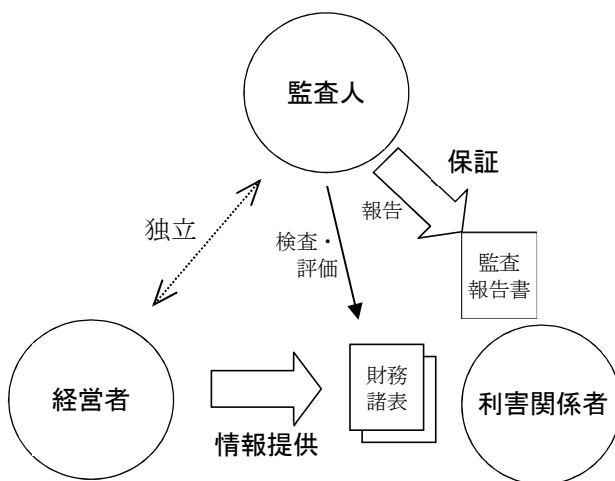 監査人
保証
報告
独立
検査・
評価
監査
報告書
経営者
情報提供
財務
諸表
利害関係者